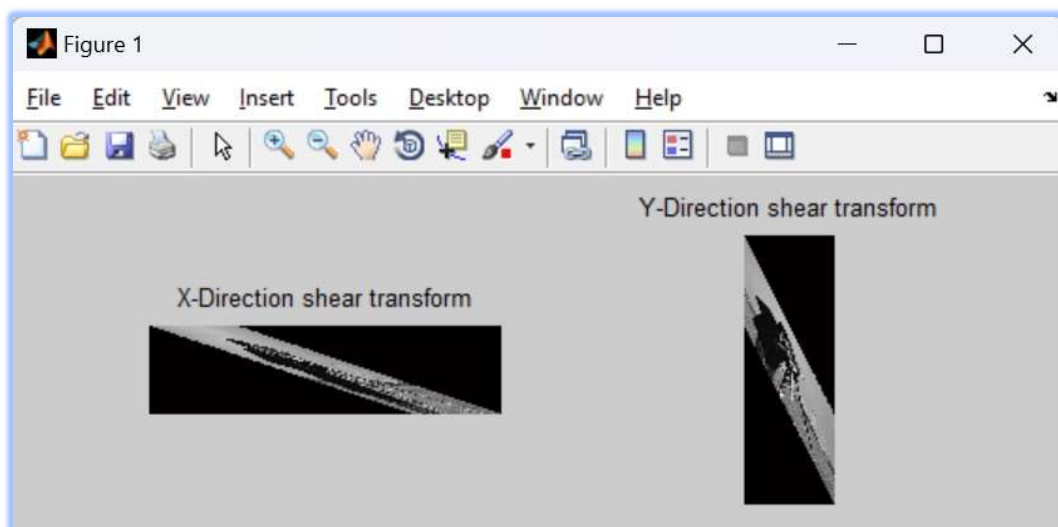 Figure 1
File Edit View Insert Tools Desktop Window Help
Y-Direction shear transform
X-Direction shear transform